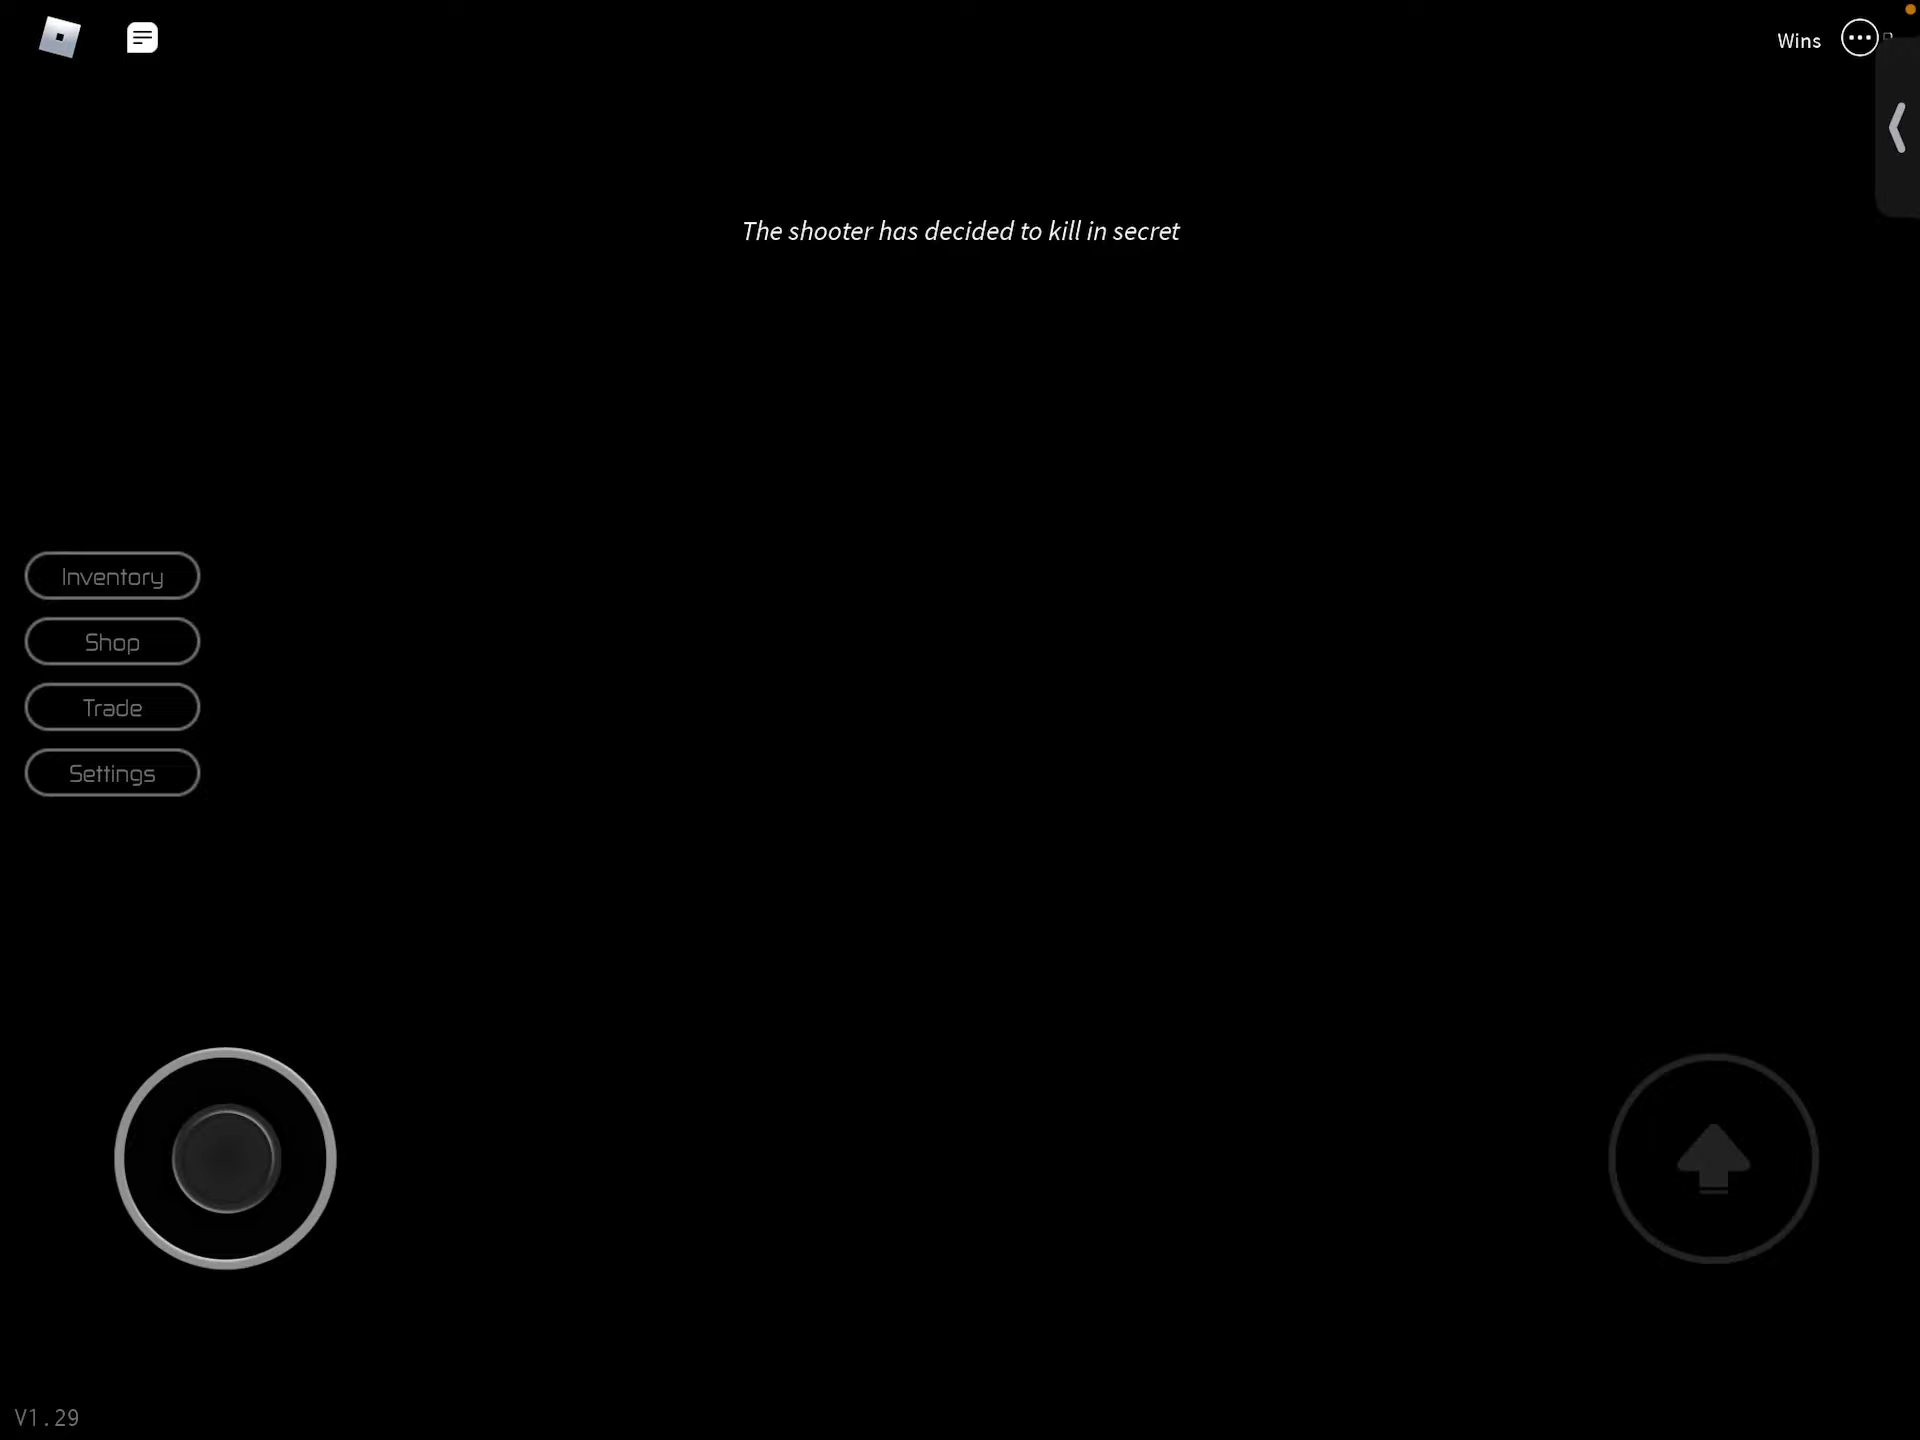 Wins
The shooter has decided to kill in secret
Inventory
Shop
Trade
Settings
V1.29